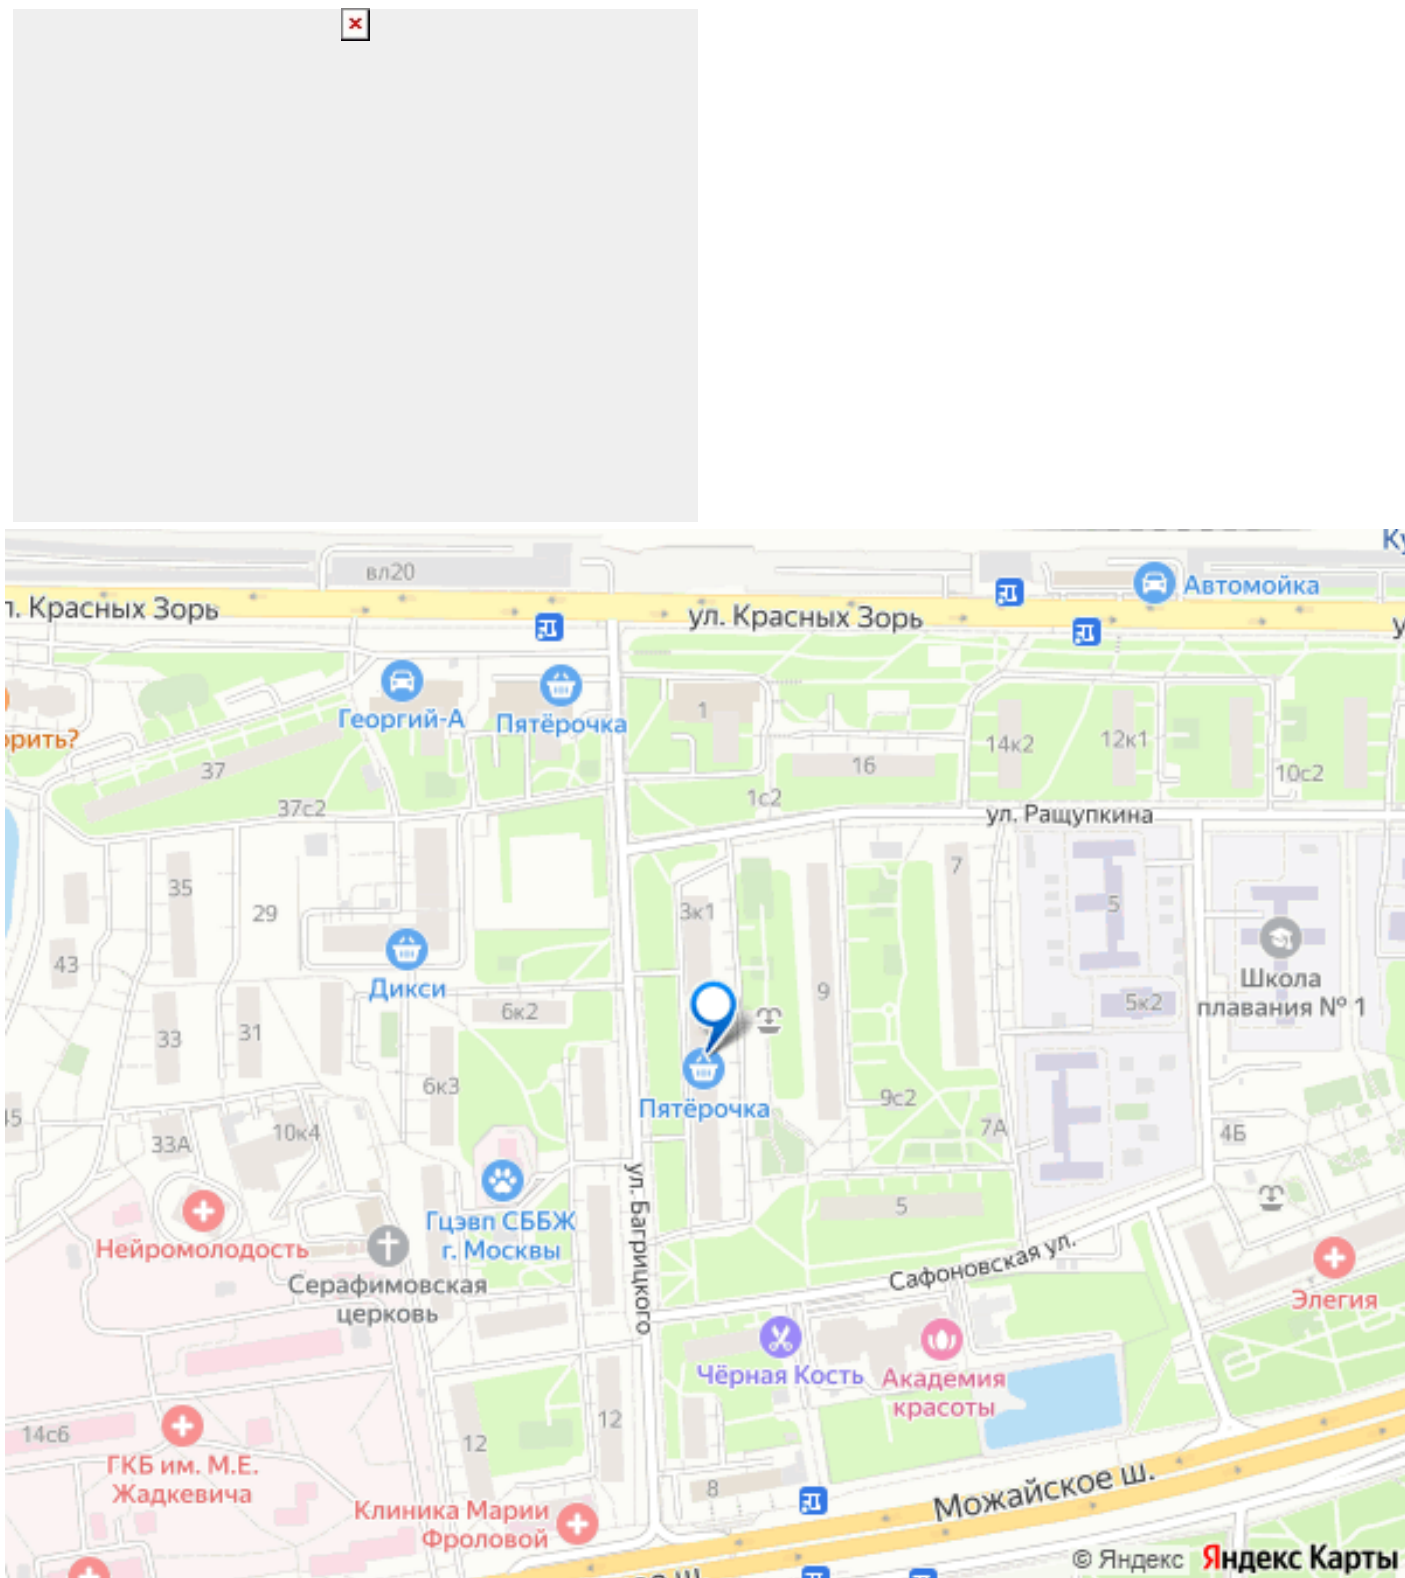 вл20
Автомойка
л. Красных Зорь
ул. Красных Зорь
Георгий-А
Пятёрочка
1
орить?
37
16
14к2
12к1
10с2
37с2
1с2
ул. Ращупкина
35
29
3к1
7
5
43
Дикси
9
Школа
плавания № 1
6к2
5к2
33
31
6к3
Пятёрочка
9с2
7А
4Б
33А
10к4
Гцэвп СББЖ
г. Москвы
ул. Багрицкого
5
Нейромолодость
Серафимовская
церковь
Сафоновская ул.
Элегия
Чёрная Кость
Академия
красоты
14с6
12
12
ГКБ им. М.Е.
Жадкевича
8
Можайское ш.
Клиника Марии
Фроловой
© Яндекс Яндекс Карты